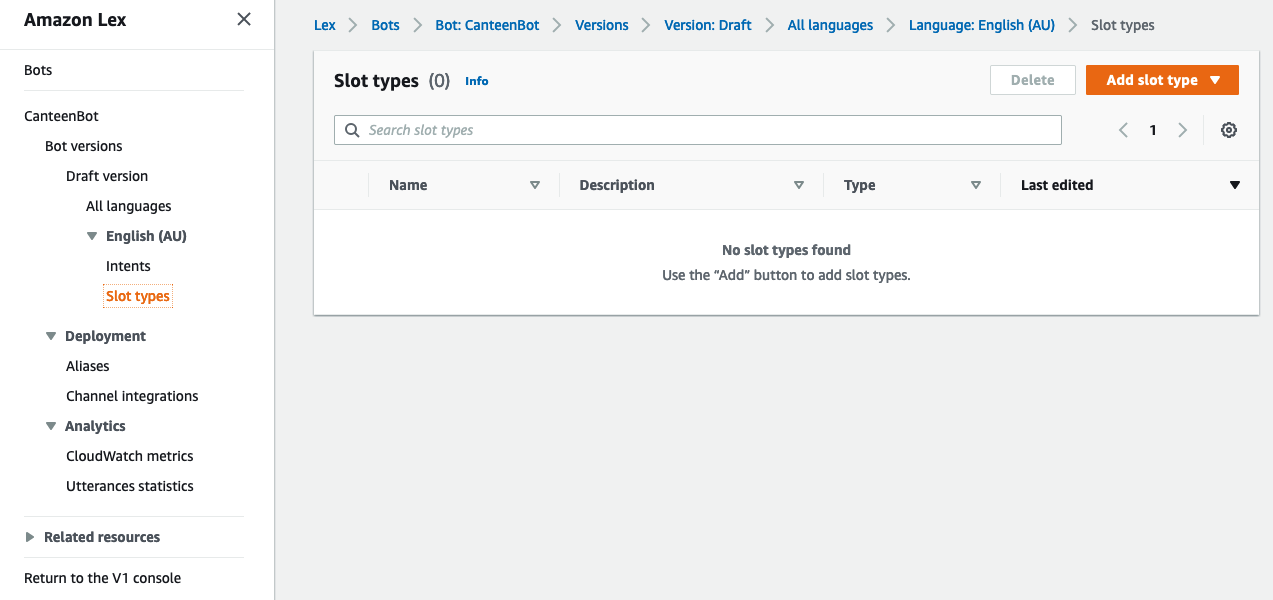 Amazon Lex
Bots
CanteenBot
Bot versions
Draft version
All languages
English (AU)
Intents
Slot types
Deployment
Aliases
Channel integrations
Analytics
CloudWatch metrics
Utterances statistics
Related resources
Return to the V1 console
Lex Bots Bot: CanteenBot Versions Version: Draft All languages Language: English (AU) Slot types
Slot types (0) Info Delete Add slot type
Search slot types 1
Name Description Type Last edited
No slot types found
Use the “Add” button to add slot types.